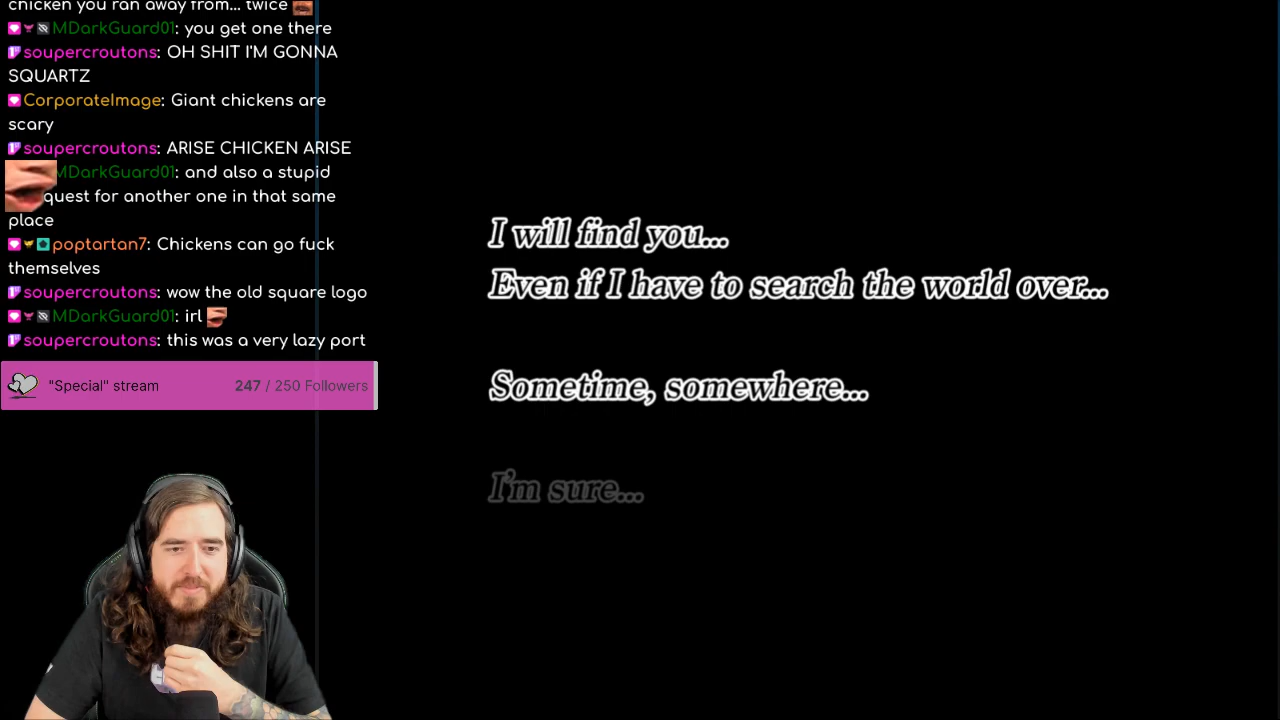 chicken you ran away from... twice
MDarkGuard01: you get one there
soupercroutons: OH SHIT I'M GONNA
SQUARTZ
CorporateImage: Giant chickens are
scary
soupercroutons: ARISE CHICKEN ARISE
MDarkGuard01: and also a stupid
quest for another one in that same
place
poptartan7: Chickens can go fuck
themselves
soupercroutons: wow the old square logo
MDarkGuard01: irl
soupercroutons: this was a very lazy port
"Special" stream 247 / 250 Followers
I will find you...
Even if I have to search the world over...
Sometime, somewhere...
I'm sure...